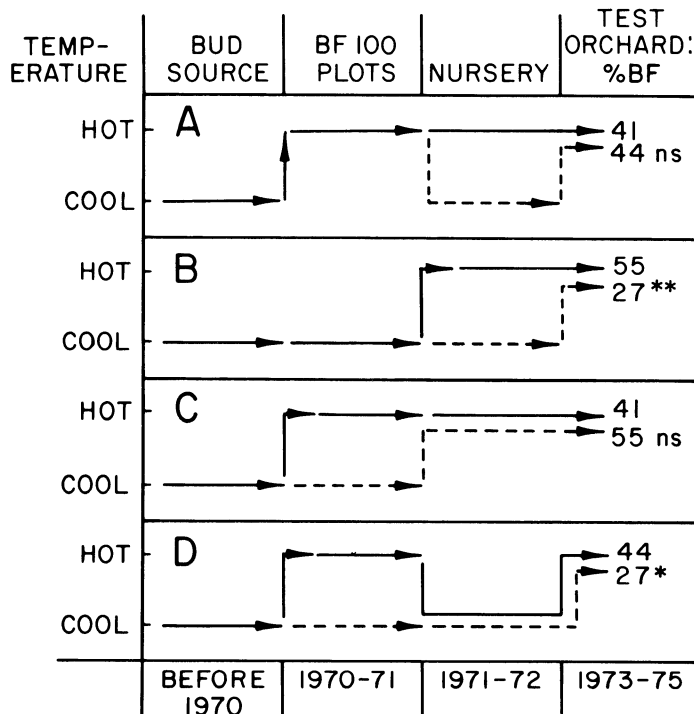 TEMP-
ERATURE
BUD
SOURCE
BF 100
PLOTS
NURSERY
TEST
ORCHARD:
%BF
A
HOT
COOL
41
44 ns
B
HOT
COOL
55
27**
C
HOT
COOL
41
55 ns
D
HOT
COOL
44
27*
BEFORE
1970
1970-71
1971-72
1973-75